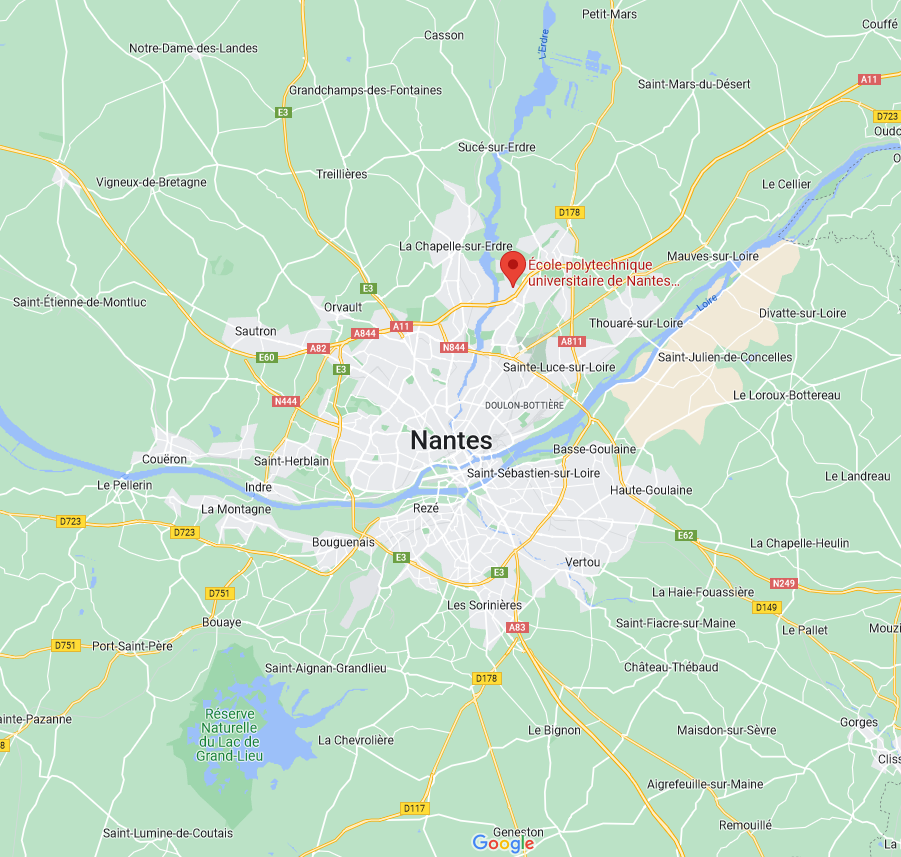 Petit-Mars
Couffé
Casson
L'Erdre
Notre-Dame-des-Landes
A11
Saint-Mars-du-Désert
Grandchamps-des-Fontaines
E3
D723
Sucé-sur-Erdre
Treillières
Vigneux-de-Bretagne
Le Cellier
D178
La Chapelle-sur-Erdre
Mauves-sur-Loire
École polytechnique
universitaire de Nantes...
E3
Saint-Étienne-de-Montluc
Loire
Orvault
Divatte-sur-Loire
Thouaré-sur-Loire
A11
Sautron
A844
A82
N844
A811
E60
Saint-Julien-de-Concelles
E3
Sainte-Luce-sur-Loire
Le Loroux-Bottereau
N444
DOULON-BOTTIÈRE
Nantes
Basse-Goulaine
Couëron
Saint-Herblain
Saint-Sébastien-sur-Loire
Le Landreau
Le Pellerin
Indre
Haute-Goulaine
La Montagne
Rezé
D723
D723
E62
Bouguenais
La Chapelle-Heulin
E3
Vertou
E3
N249
D751
La Haie-Fouassière
Les Sorinières
D149
Bouaye
Saint-Fiacre-sur-Maine
A83
Le Pallet
Mouzi
D751
Port-Saint-Père
Saint-Aignan-Grandlieu
Château-Thébaud
D178
Réserve
Naturelle
du Lac de
Grand-Lieu
ainte-Pazanne
Gorges
Le Bignon
Maisdon-sur-Sèvre
La Chevrolière
8
Cliss
Aigrefeuille-sur-Maine
D117
Remouillé
Saint-Lumine-de-Coutais
Geneston
Google
La